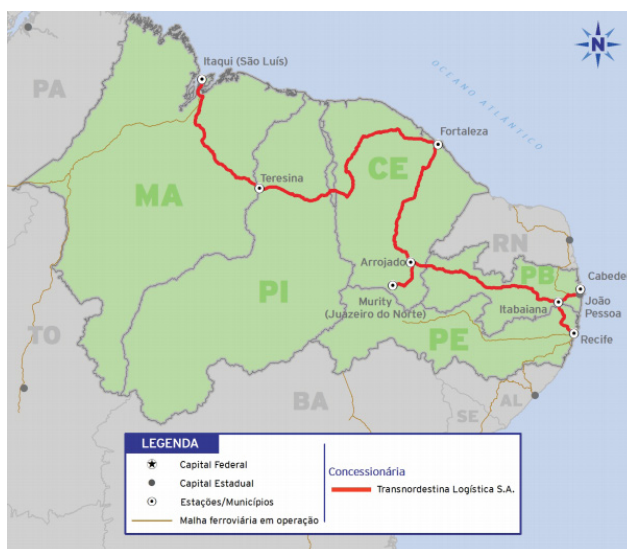 N
OCEANO ATLÂNTICO
Itaqui (São Luís)
PA
Fortaleza
CE
Teresina
MA
RN
Arrojado
PB
Cabede
PI
Murity
(Juazeiro do Norte)
Itabaiana
João
Pessoa
TO
PE
Recife
AL
BA
SE
LEGENDA
Capital Federal
Capital Estadual
Estações/Municípios
Malha ferroviária em operação
Concessionária
Transnordestina Logística S.A.